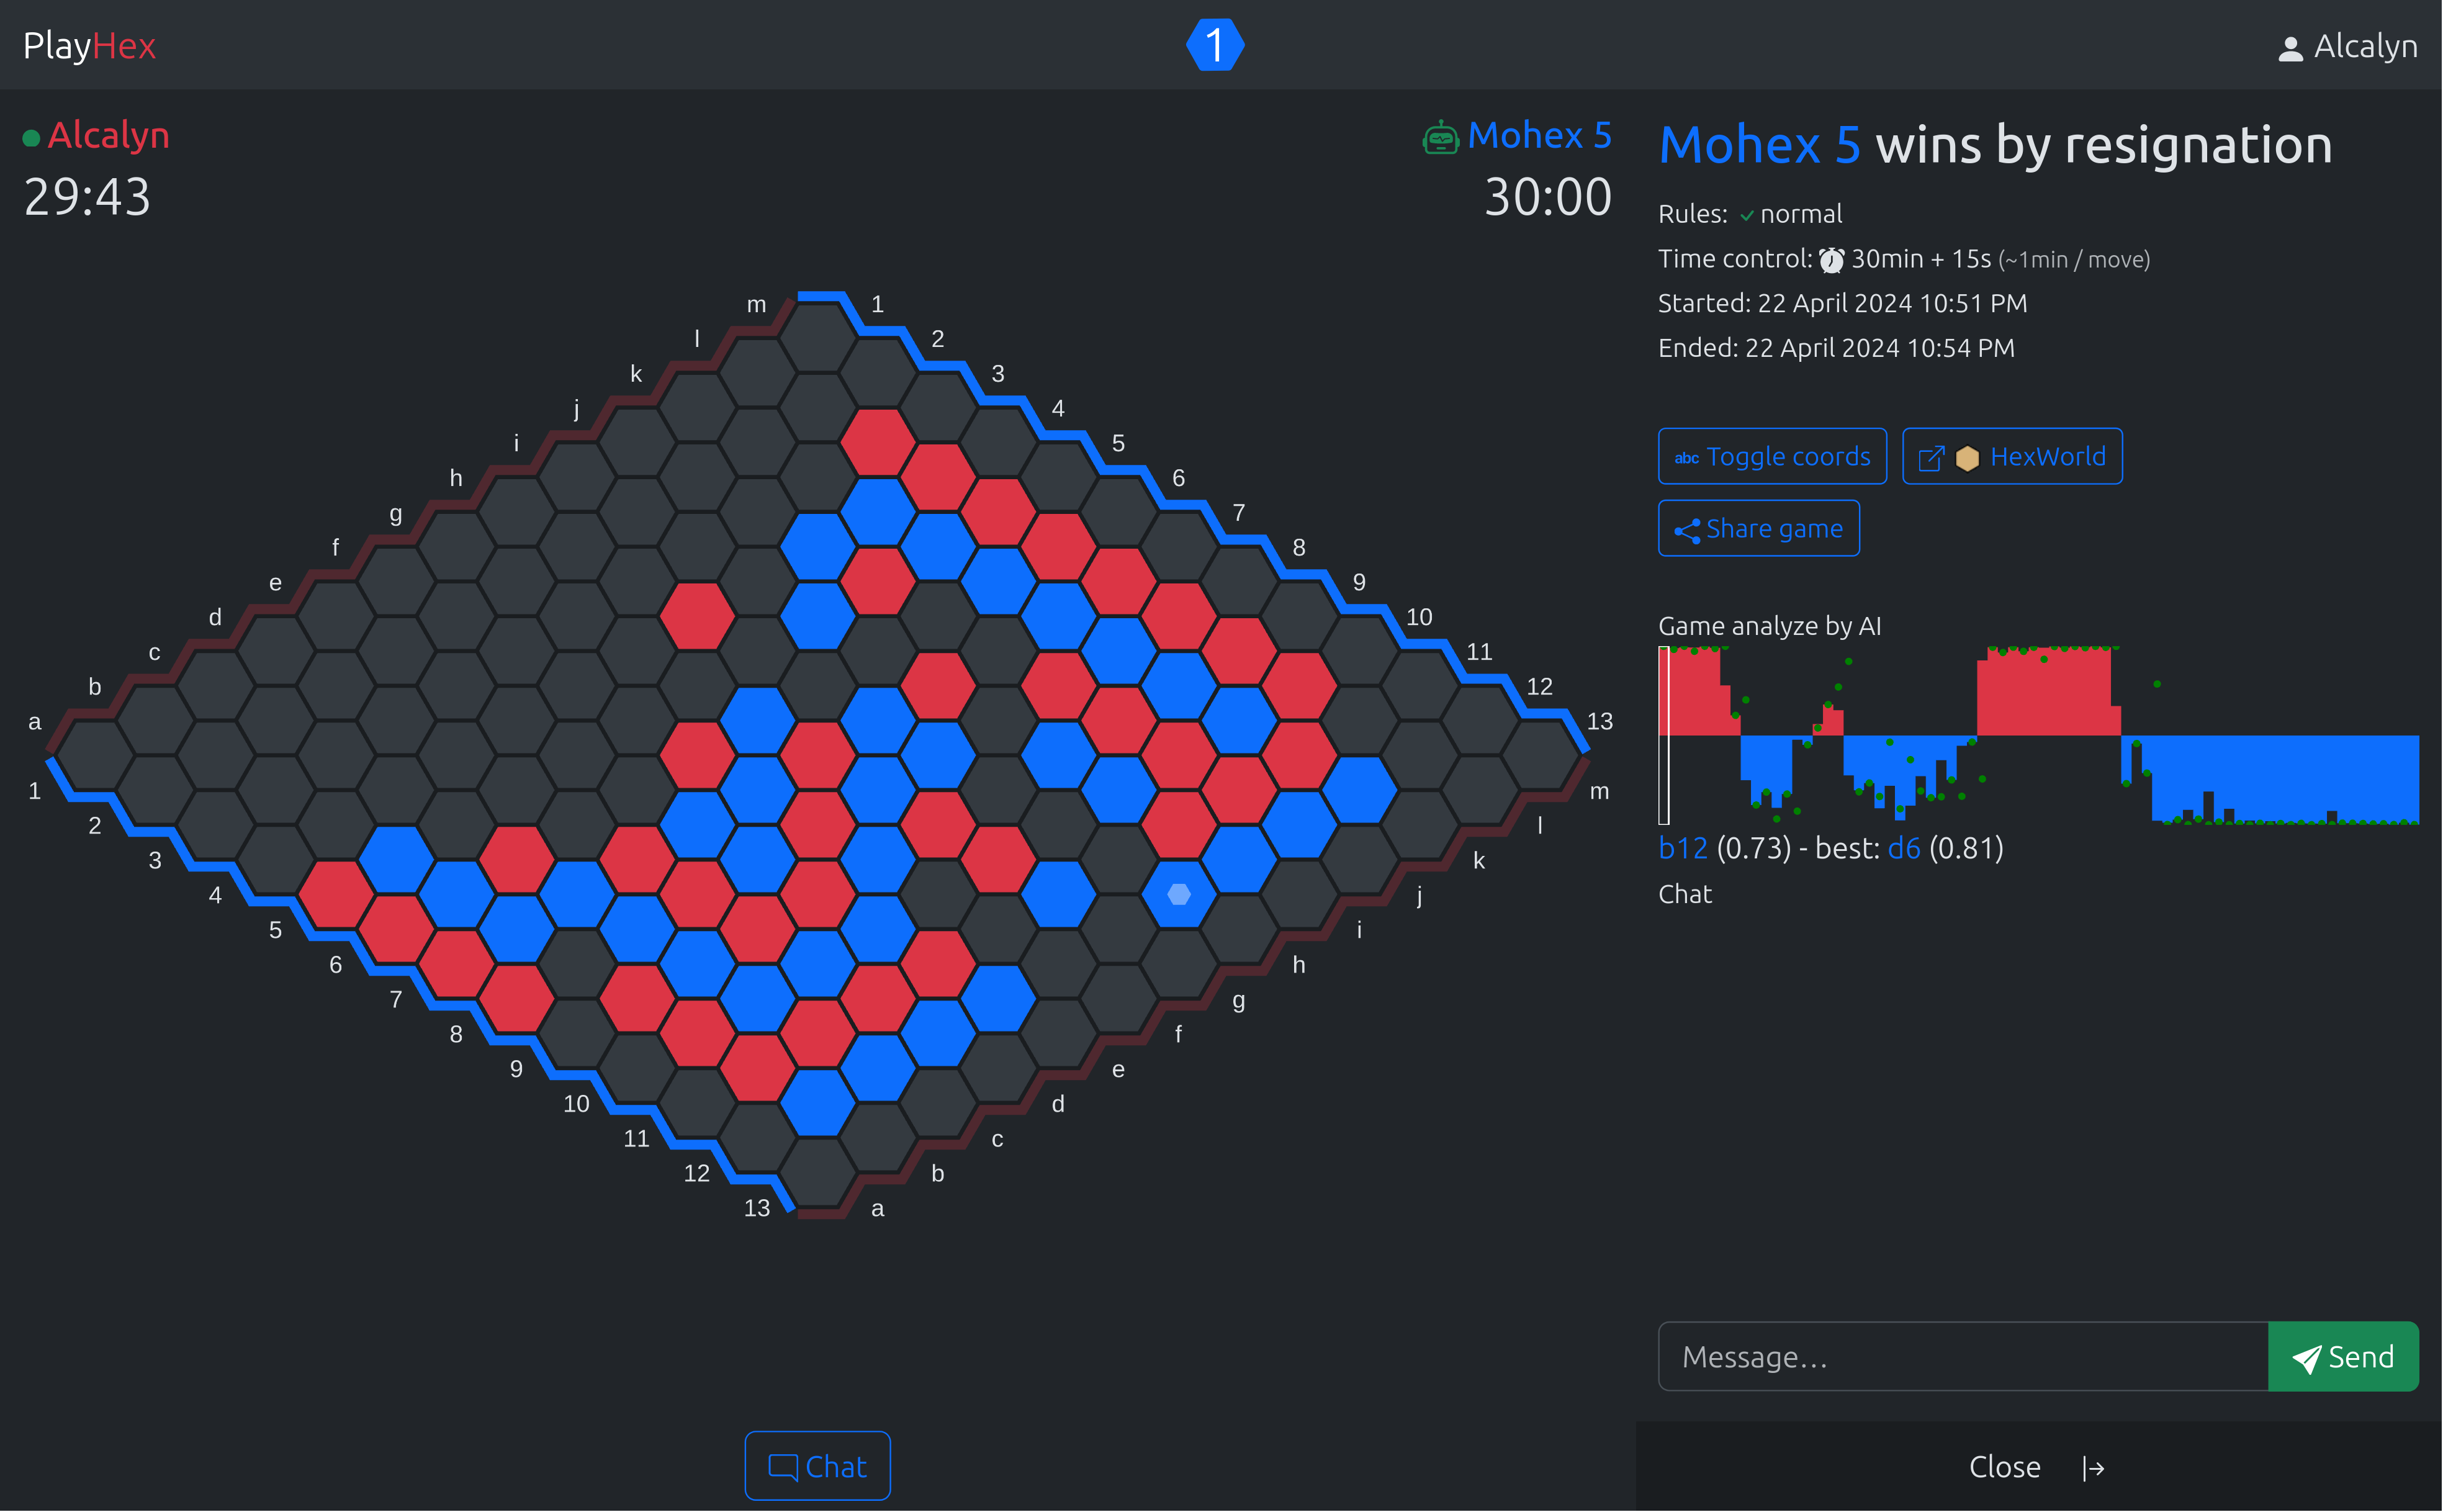 PlayHex
1
Alcalyn
Alcalyn
29:43
Mohex 5
30:00
m 1
l 2
k 3
j 4
i 5
h 6
g 7
f 8
e 9
d 10
c 11
b 12
a 13
1 m
2 l
3 k
4 j
5 i
6 h
7 g
8 f
9 e
10 d
11 c
12 b
13 a
Chat
Mohex 5 wins by resignation
Rules: normal
Time control: 30min + 15s (~1min / move)
Started: 22 April 2024 10:51 PM
Ended: 22 April 2024 10:54 PM
abc Toggle coords
HexWorld
Share game
Game analyze by AI
b12 (0.73) - best: d6 (0.81)
Chat
Message…
Send
Close